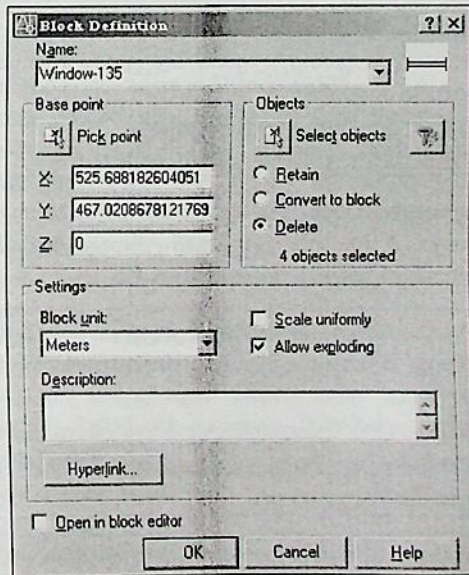 Block Definition
Name:
Window-135
Base point
Pick point
X: 525.688182604051
Y: 467.0208678121769
Z: 0
Objects
Select objects
Retain
Convert to block
Delete
4 objects selected
Settings
Block unit:
Meters
Scale uniformly
Allow exploding
Description:
Hyperlink...
Open in block editor
OK Cancel Help